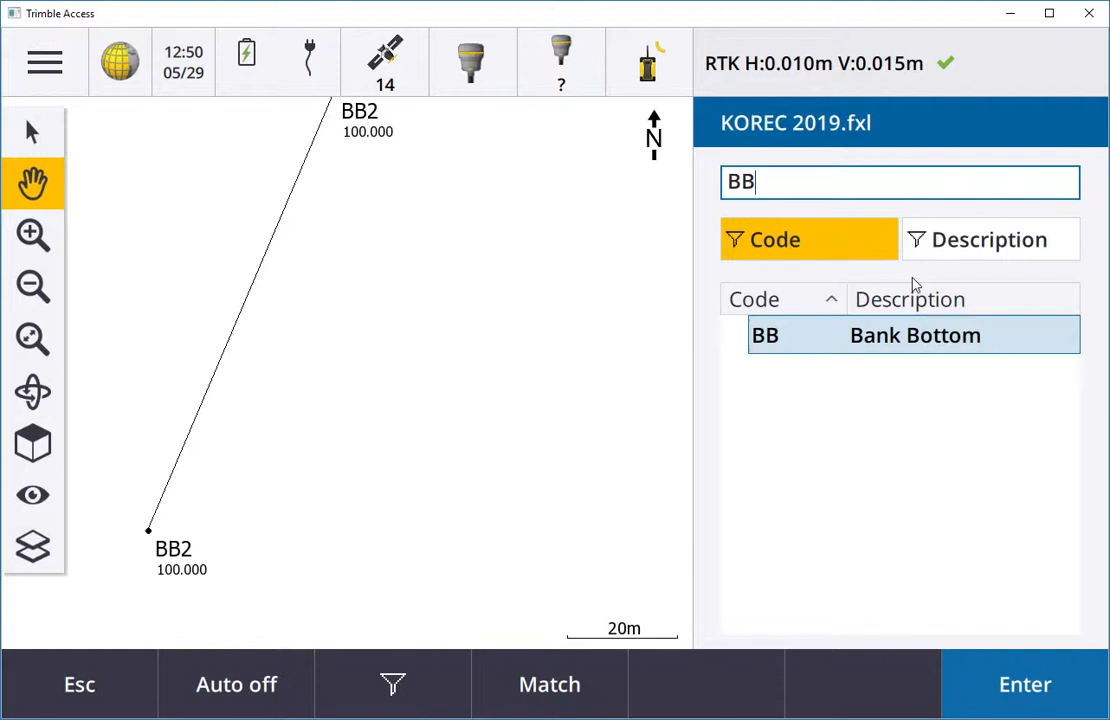 Trimble Access
12:50
05/29
14
?
RTK H:0.010m V:0.015m
BB2
100.000
N
KOREC 2019.fxl
BB
Code
Description
Code
Description
BB
Bank Bottom
BB2
100.000
20m
Esc
Auto off
Match
Enter